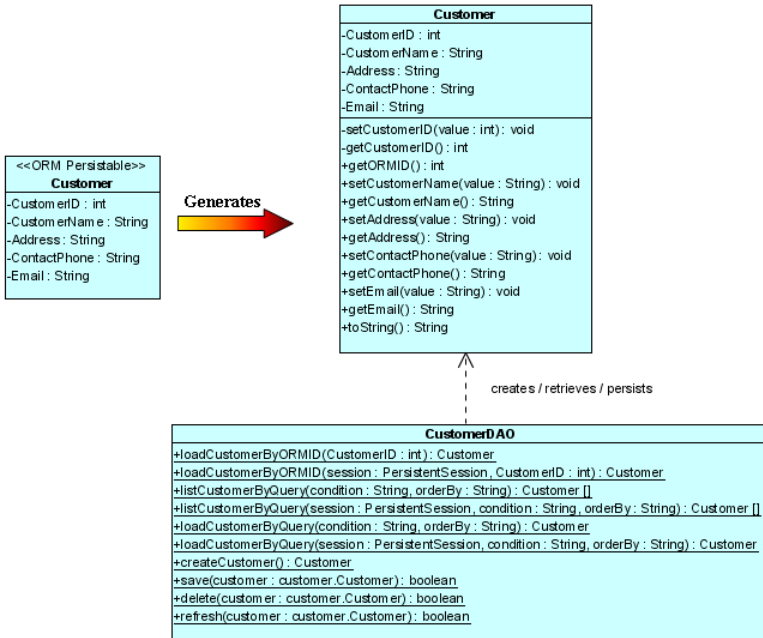 <<ORM Persistable>>
Customer
-CustomerID : int
-CustomerName : String
-Address : String
-ContactPhone : String
-Email : String
Generates
Customer
-CustomerID : int
-CustomerName : String
-Address : String
-ContactPhone : String
-Email : String
-setCustomerID(value : int) : void
-getCustomerID() : int
+getORMID() : int
+setCustomerName(value : String) : void
+getCustomerName() : String
+setAddress(value : String) : void
+getAddress() : String
+setContactPhone(value : String) : void
+getContactPhone() : String
+setEmail(value : String) : void
+getEmail() : String
+toString() : String
creates / retrieves / persists
CustomerDAO
+loadCustomerByORMID(CustomerID : int) : Customer
+loadCustomerByORMID(session : PersistentSession, CustomerID : int) : Customer
+listCustomerByQuery(condition : String, orderBy : String) : Customer []
+listCustomerByQuery(session : PersistentSession, condition : String, orderBy : String) : Customer []
+loadCustomerByQuery(condition : String, orderBy : String) : Customer
+loadCustomerByQuery(session : PersistentSession, condition : String, orderBy : String) : Customer
+createCustomer() : Customer
+save(customer : customer.Customer) : boolean
+delete(customer : customer.Customer) : boolean
+refresh(customer : customer.Customer) : boolean